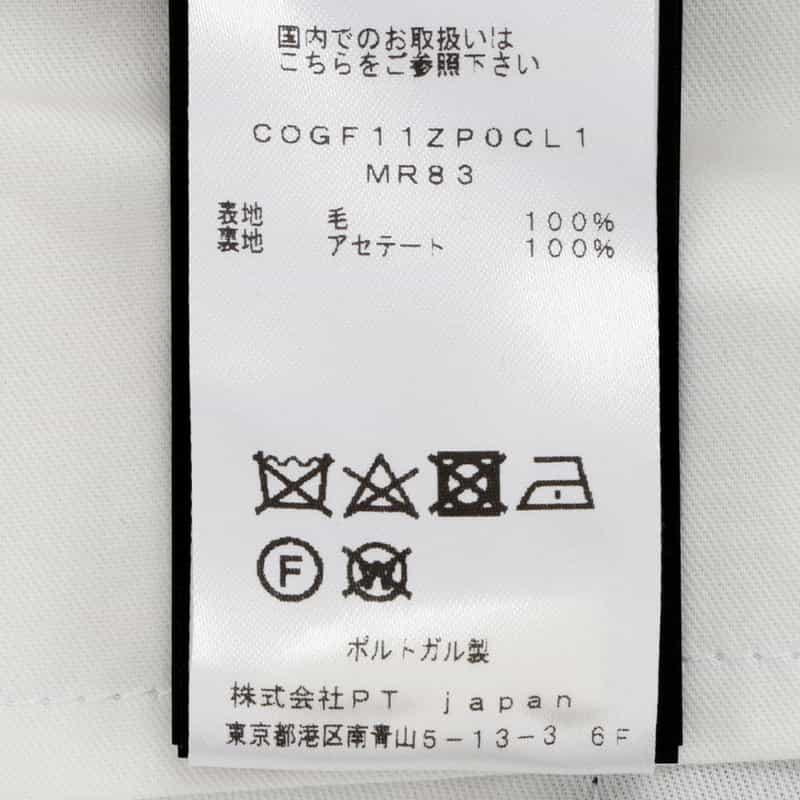 国内でのお取扱いは
こちらをご参照下さい
COGF11ZP0CL1
MR83
表地 毛 100%
裏地 アセテート 100%
F W
ポルトガル製
株式会社PT japan
東京都港区南青山5-13-3 6F